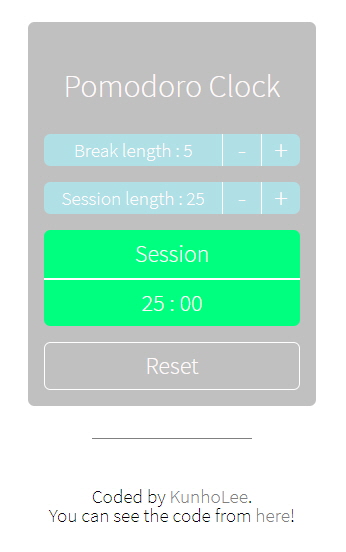 Pomodoro Clock
Break length : 5 - +
Session length : 25 - +
Session
25 : 00
Reset
Coded by KunhoLee.
You can see the code from here!